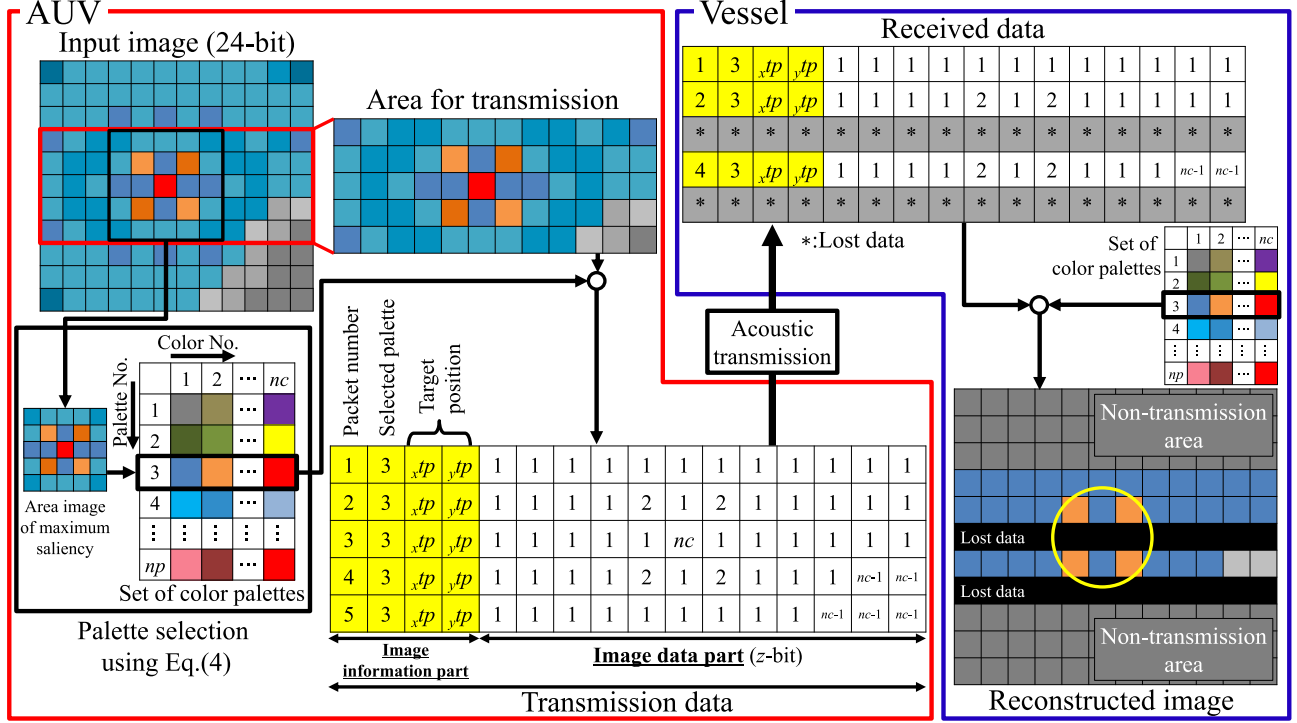 AUV
Input image (24-bit)
Area for transmission
Color No.
Palette No.
1 2 ... nc
1
2
3
4
⋮ ⋮ ⋮ ⋮
np
Area image
of maximum
saliency
Set of color palettes
Palette selection
using Eq.(4)
Packet number
Selected palette
Target
position
1 3 xtp ytp 1 1 1 1 1 1 1 1 1 1 1 1
2 3 xtp ytp 1 1 1 1 2 1 2 1 1 1 1 1
3 3 xtp ytp 1 1 1 1 1 nc 1 1 1 1 1 1
4 3 xtp ytp 1 1 1 1 2 1 2 1 1 1 nc-1 nc-1
5 3 xtp ytp 1 1 1 1 1 1 1 1 1 nc-1 nc-1 nc-1
Image
information part
Image data part (z-bit)
Transmission data
Acoustic
transmission
Vessel
Received data
1 3 xtp ytp 1 1 1 1 1 1 1 1 1 1 1
2 3 xtp ytp 1 1 1 1 2 1 2 1 1 1 1
* * * * * * * * * * * * * * *
4 3 xtp ytp 1 1 1 1 2 1 2 1 1 nc-1 nc-1
* * * * * * * * * * * * * * *
*:Lost data
Set of
color palettes
1 2 ... nc
1
2
3
4
⋮ ⋮ ⋮ ⋮
np
Non-transmission
area
Lost data
Lost data
Non-transmission
area
Reconstructed image